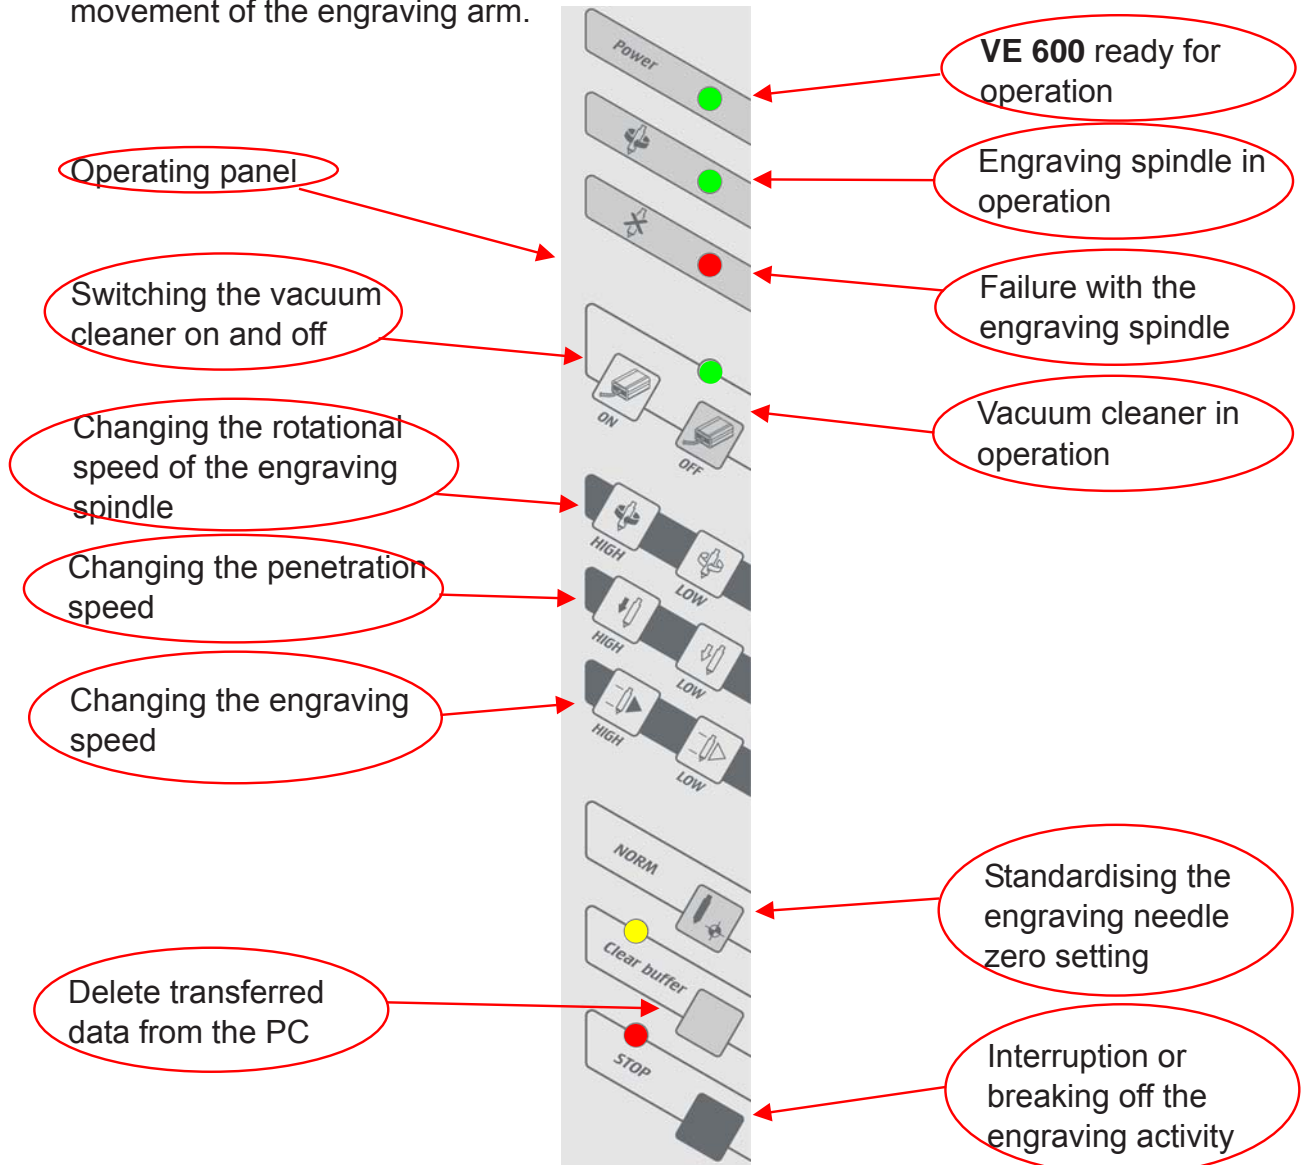 movement of the engraving arm.
Power
VE 600 ready for
operation
Operating panel
Engraving spindle in
operation
Switching the vacuum
cleaner on and off
Failure with the
engraving spindle
ON
OFF
Vacuum cleaner in
operation
Changing the rotational
speed of the engraving
spindle
HIGH
LOW
Changing the penetration
speed
HIGH
LOW
Changing the engraving
speed
HIGH
LOW
NORM
Standardising the
engraving needle
zero setting
Clear buffer
Delete transferred
data from the PC
STOP
Interruption or
breaking off the
engraving activity